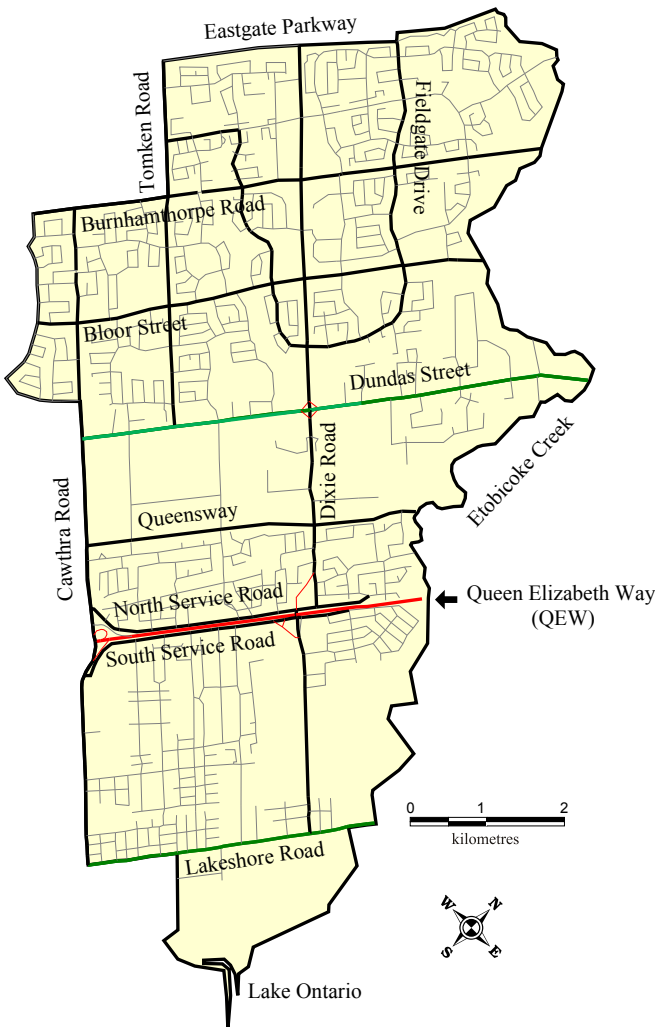 Eastgate Parkway
Tomken Road
Fieldgate Drive
Burnhamthorpe Road
Bloor Street
Dundas Street
Etobicoke Creek
Dixie Road
Queensway
Cawthra Road
North Service Road
Queen Elizabeth Way
(QEW)
South Service Road
0 1 2
kilometres
Lakeshore Road
W N
S E
Lake Ontario